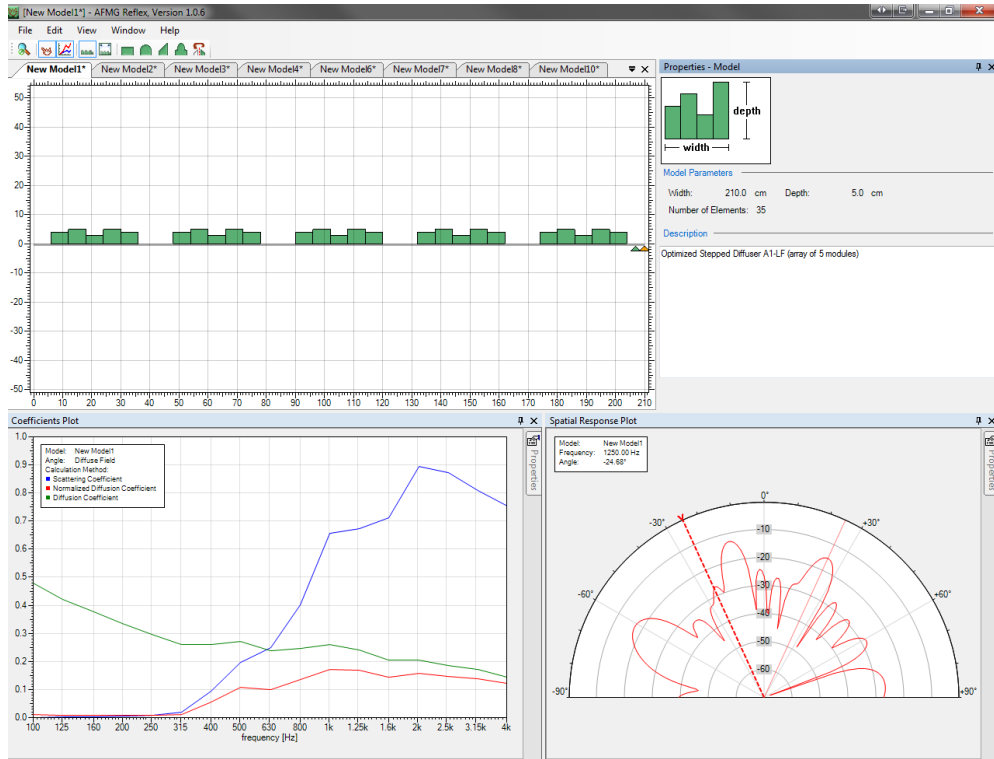 [New Model1*] - AFMG Reflex, Version 1.0.6
File Edit View Window Help
New Model1* New Model2* New Model3* New Model4* New Model6* New Model7* New Model8* New Model10*
50
40
30
20
10
0
-10
-20
-30
-40
-50
0 10 20 30 40 50 60 70 80 90 100 110 120 130 140 150 160 170 180 190 200 210
Properties - Model
depth
width
Model Parameters
Width: 210.0 cm Depth: 5.0 cm
Number of Elements: 35
Description
Optimized Stepped Diffuser A1-LF (array of 5 modules)
Coefficients Plot
Properties
1.0
0.9
0.8
0.7
0.6
0.5
0.4
0.3
0.2
0.1
0.0
Model: New Model1
Angle: Diffuse Field
Calculation Method:
Scattering Coefficient
Normalized Diffusion Coefficient
Diffusion Coefficient
100 125 160 200 250 315 400 500 630 800 1k 1.25k 1.6k 2k 2.5k 3.15k 4k
frequency [Hz]
Spatial Response Plot
Properties
Model: New Model1
Frequency: 1250.00 Hz
Angle: -24.68°
0°
-30° +30°
-60° +60°
-90° +90°
-10
-20
-30
-40
-50
-60